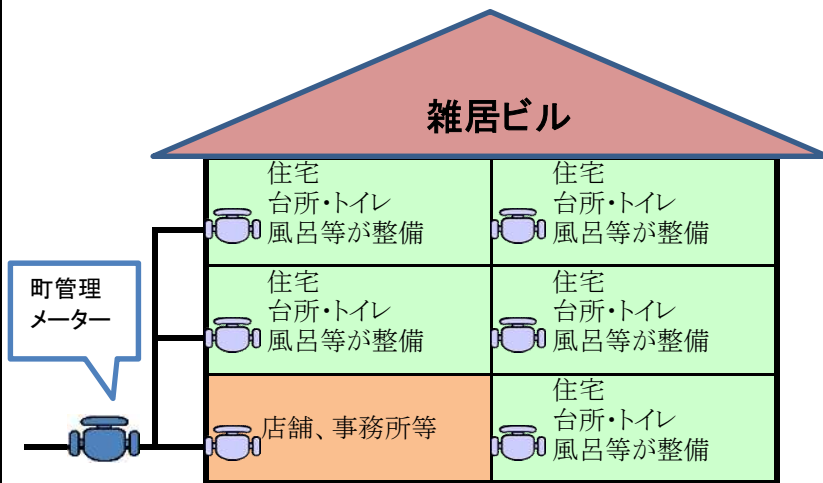 雑居ビル
住宅
台所・トイレ
風呂等が整備
住宅
台所・トイレ
風呂等が整備
住宅
台所・トイレ
風呂等が整備
住宅
台所・トイレ
風呂等が整備
町管理
メーター
店舗、事務所等
住宅
台所・トイレ
風呂等が整備